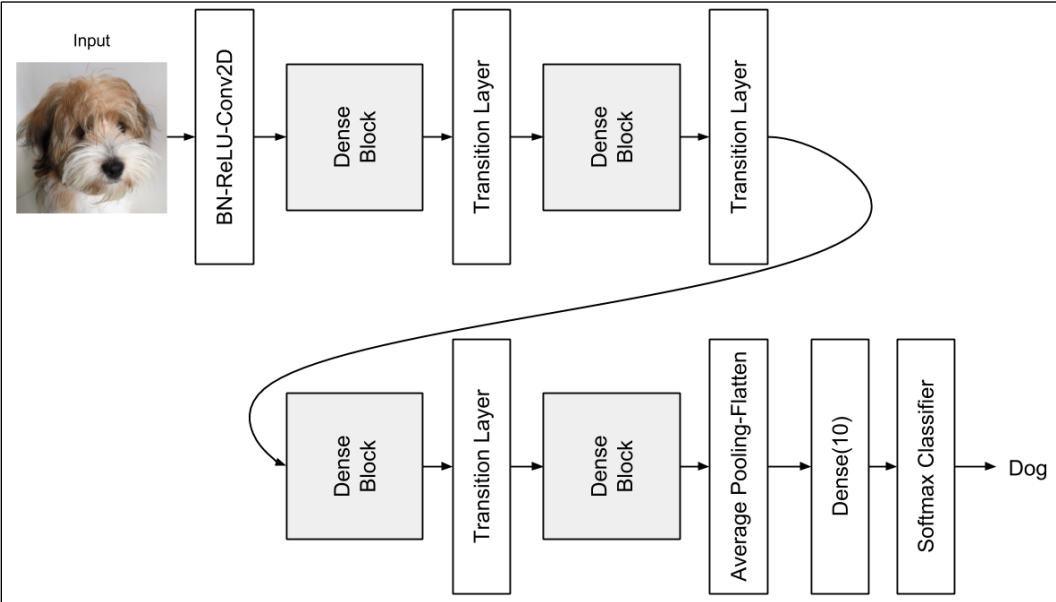 Input
BN-ReLU-Conv2D
Dense
Block
Transition Layer
Dense
Block
Transition Layer
Dense
Block
Transition Layer
Dense
Block
Average Pooling-Flatten
Dense(10)
Softmax Classifier
Dog